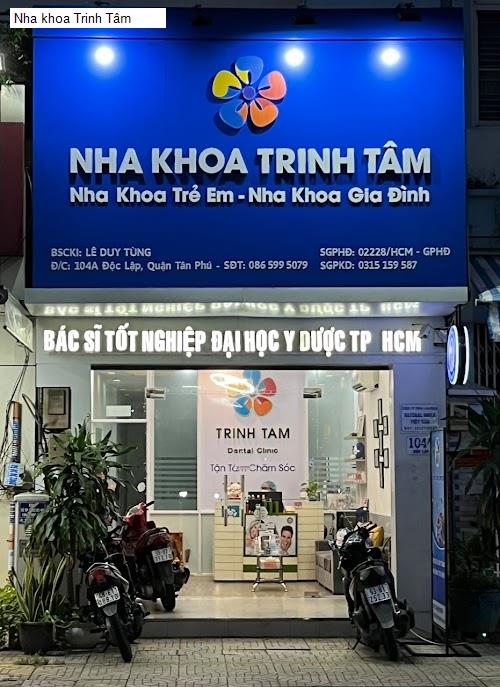 Nha khoa Trinh Tâm
NHA KHOA TRINH TÂM
Nha Khoa Trẻ Em - Nha Khoa Gia Đình
BSCKI: LÊ DUY TÙNG
Đ/C: 104A Độc Lập, Quận Tân Phú - SĐT: 086 599 5079
SGPHĐ: 02228/HCM - GPHĐ
SGPKD: 0315 159 587
BÁC SĨ TỐT NGHIỆP ĐẠI HỌC Y DƯỢC TP HCM
TRINH TAM
Dental Clinic
Tận Tâm Chăm Sóc
104A